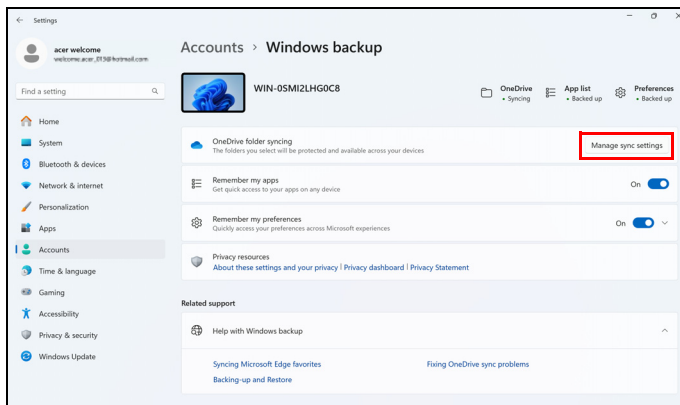 Settings
acer welcome
Accounts > Windows backup
WIN-0SMI2LHG0C8
OneDrive
• Syncing
App list
• Backed up
Preferences
• Backed up
Find a setting
Home
System
Bluetooth & devices
Network & internet
Personalization
Apps
Accounts
Time & language
Gaming
Accessibility
Privacy & security
Windows Update
OneDrive folder syncing
The folders you select will be protected and available across your devices
Manage sync settings
Remember my apps
Get quick access to your apps on any device
On
Remember my preferences
Quickly access your preferences across Microsoft experiences
On
Privacy resources
About these settings and your privacy | Privacy dashboard | Privacy Statement
Related support
Help with Windows backup
Syncing Microsoft Edge favorites
Fixing OneDrive sync problems
Backing-up and Restore